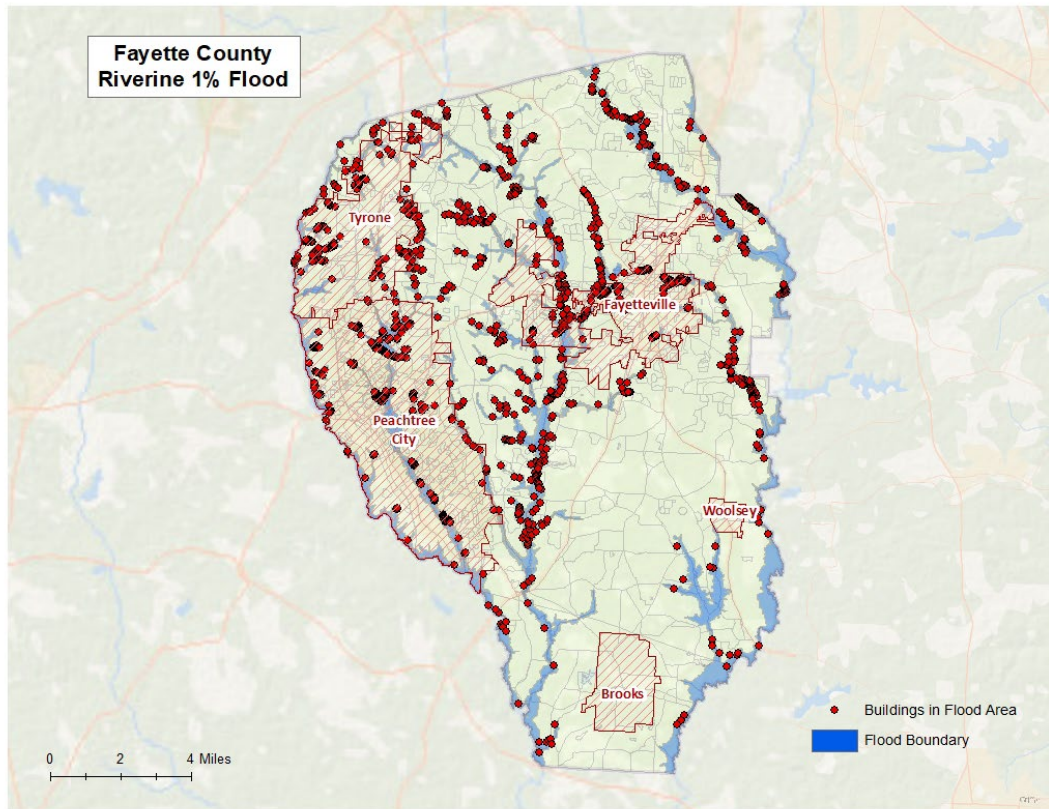 Fayette County
Riverine 1% Flood
Tyrone
Fayetteville
Peachtree
City
Woolsey
Brooks
Buildings in Flood Area
Flood Boundary
0 2 4 Miles